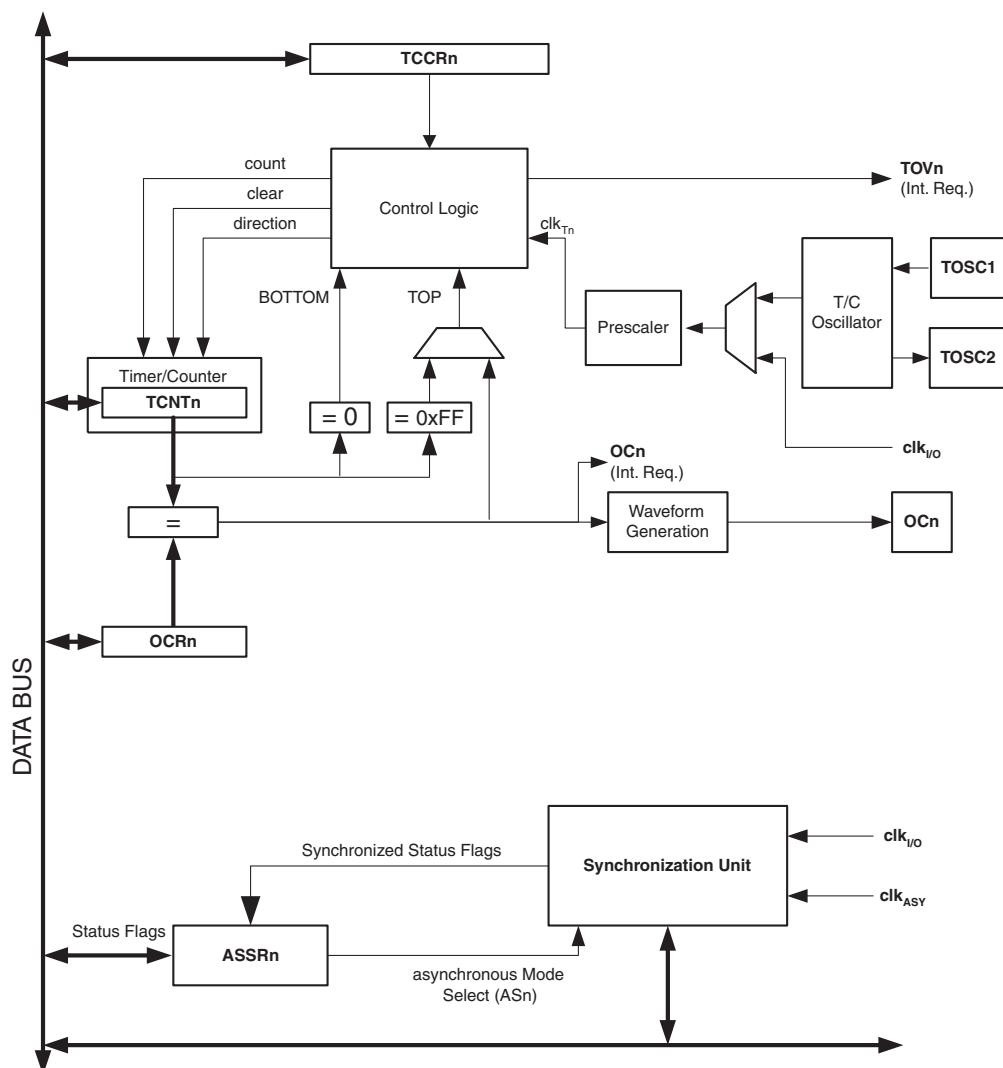 TCCRn
count
clear
direction
Control Logic
TOVn
(Int. Req.)
clkTn
BOTTOM
TOP
Prescaler
T/C
Oscillator
TOSC1
TOSC2
Timer/Counter
TCNTn
= 0
= 0xFF
clkI/O
OCn
(Int. Req.)
=
Waveform
Generation
OCn
OCRn
DATA BUS
Synchronized Status Flags
Synchronization Unit
clkI/O
clkASY
Status Flags
ASSRn
asynchronous Mode
Select (ASn)